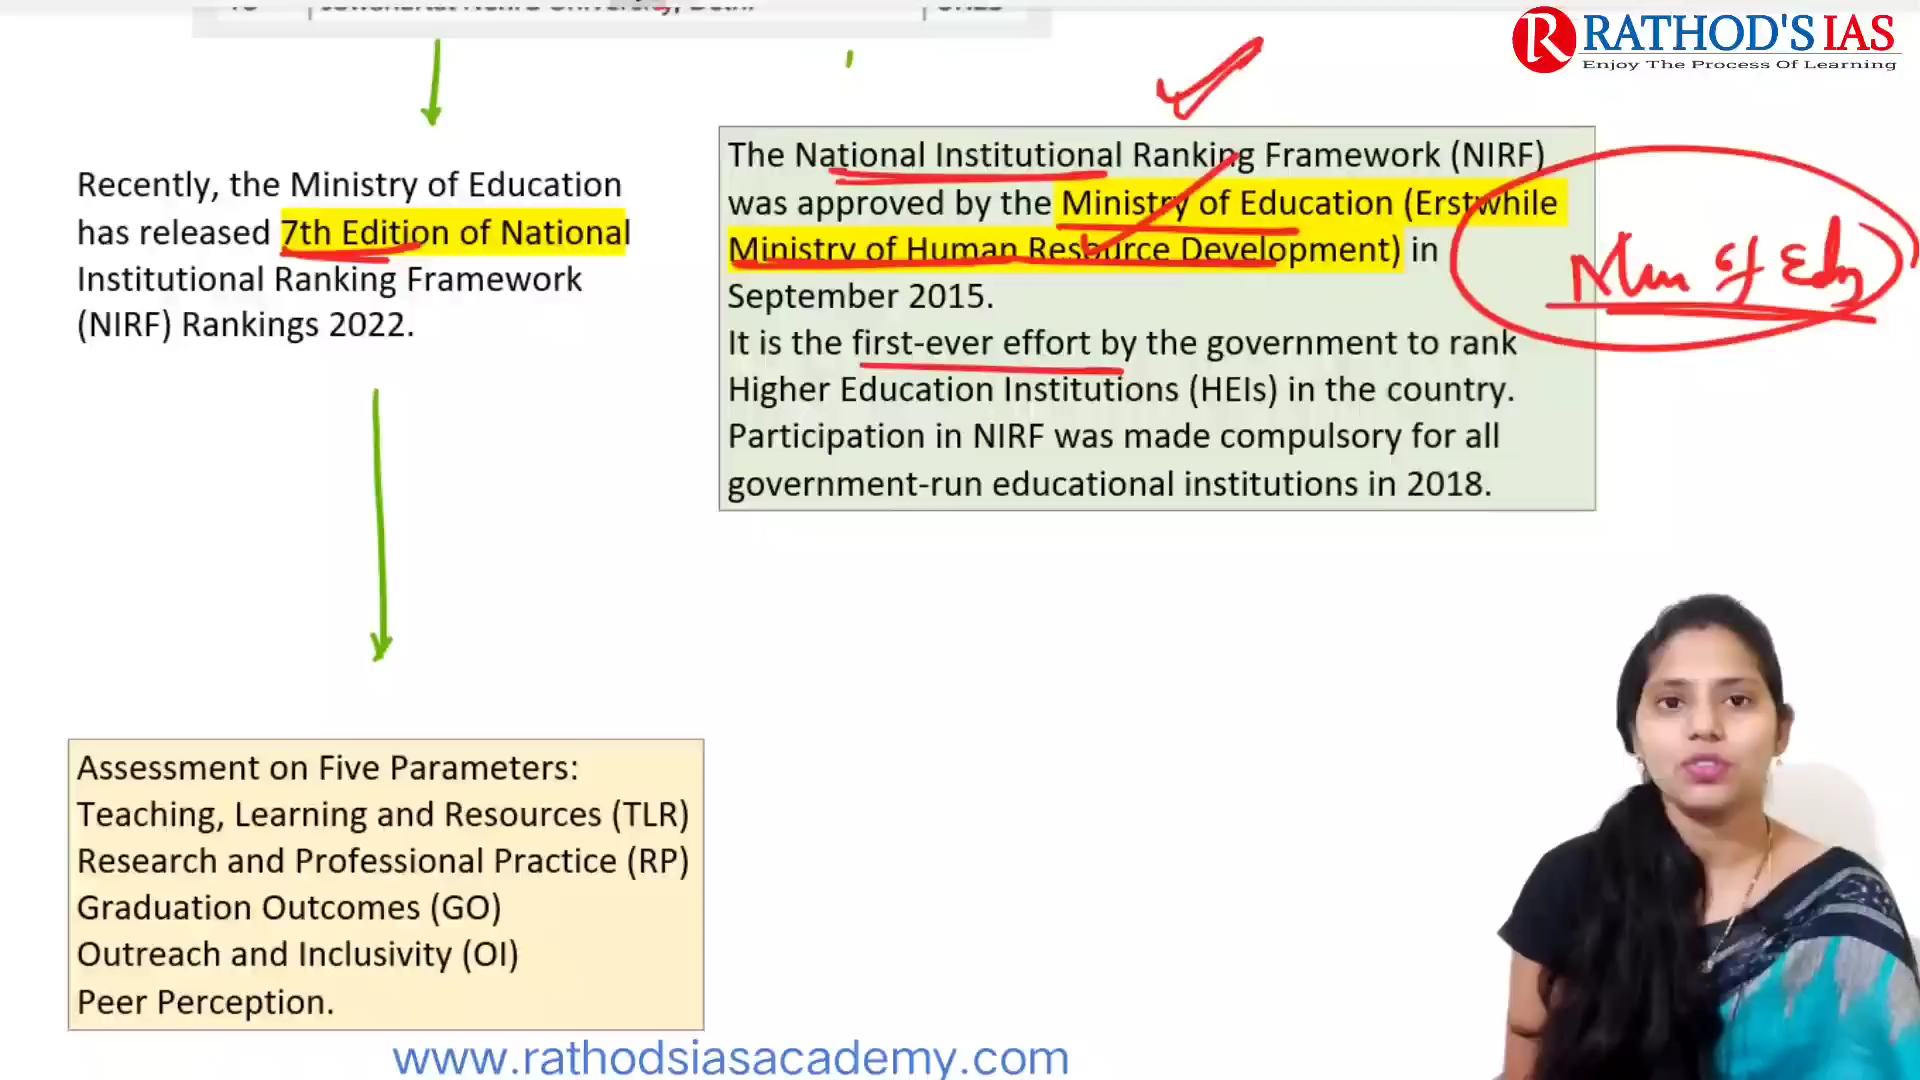 RATHOD'S IAS
Enjoy The Process Of Learning
Recently, the Ministry of Education
has released 7th Edition of National
Institutional Ranking Framework
(NIRF) Rankings 2022.
The National Institutional Ranking Framework (NIRF)
was approved by the Ministry of Education (Erstwhile
Ministry of Human Resource Development) in
September 2015.
It is the first-ever effort by the government to rank
Higher Education Institutions (HEIs) in the country.
Participation in NIRF was made compulsory for all
government-run educational institutions in 2018.
of Edn
Assessment on Five Parameters:
Teaching, Learning and Resources (TLR)
Research and Professional Practice (RP)
Graduation Outcomes (GO)
Outreach and Inclusivity (OI)
Peer Perception.
www.rathodsiasacademy.com